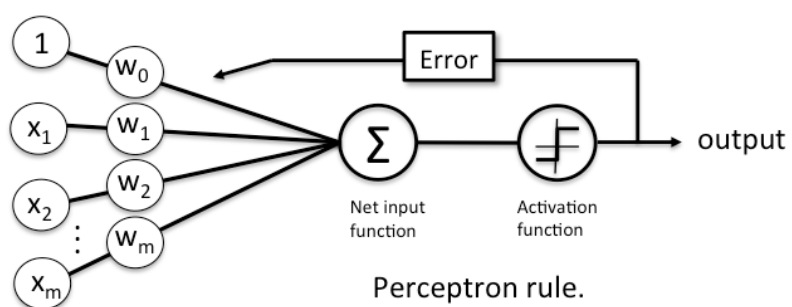 1
w0
Error
x1
w1
Σ
output
x2
w2
Net input
function
Activation
function
⋮
wm
xm
Perceptron rule.